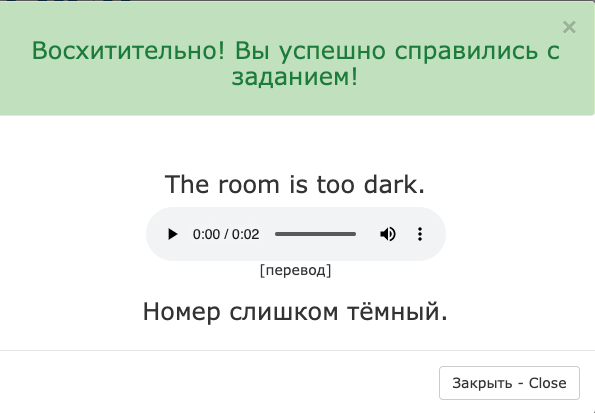 ×
Восхитительно! Вы успешно справились с
заданием!
The room is too dark.
0:00 / 0:02
[перевод]
Номер слишком тёмный.
Закрыть - Close